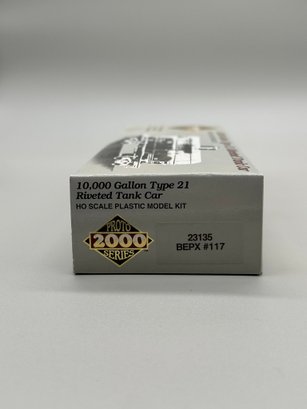 10,000 Gallon Type 21
Riveted Tank Car
HO SCALE PLASTIC MODEL KIT
PROTO
2000
SERIES
23135
BEPX #117